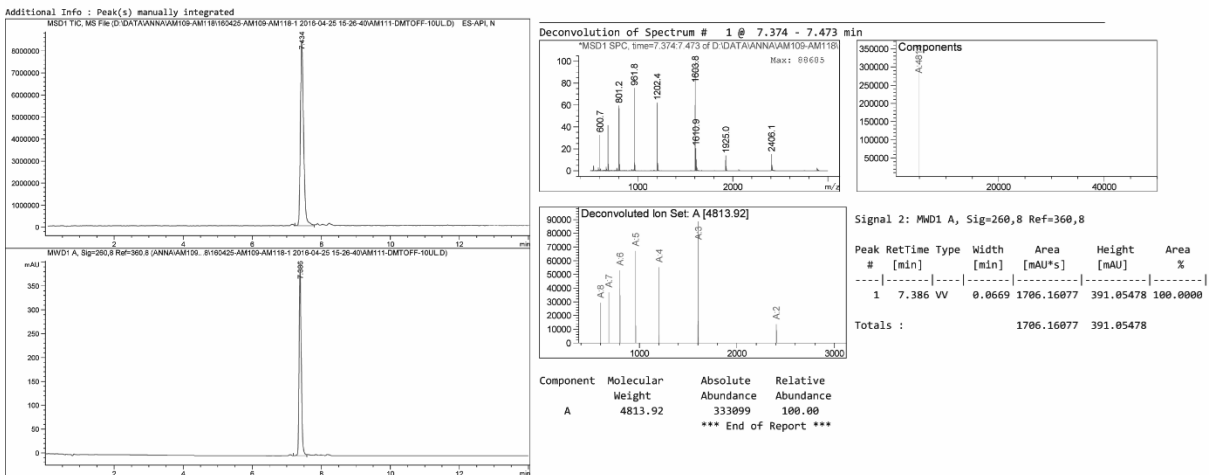 Additional Info : Peak(s) manually integrated
MSD1 TIC, MS File (D:\DATA\ANNA\AM109-AM118\160425-AM109-AM118-1 2016-04-25 15-26-40\AM111-DMTOFF-10UL.D) ES-API, N
7.434
8000000
7000000
6000000
5000000
4000000
3000000
2000000
1000000
0
2 4 6 8 10 12 min
MWD1 A, Sig=260,8 Ref=360,8 (ANNA\AM109...8\160425-AM109-AM118-1 2016-04-25 15-26-40\AM111-DMTOFF-10UL.D)
mAU
7.386
350
300
250
200
150
100
50
0
2 4 6 8 10 12 min
Deconvolution of Spectrum # 1 @ 7.374 - 7.473 min
*MSD1 SPC, time=7.374:7.473 of D:\DATA\ANNA\AM109-AM118\
Max: 88605
100
80
60
40
20
0
600.7
801.2
961.8
1202.4
1603.8
1610.9
1925.0
2406.1
1000 2000 m/z
Components
A:481
350000
300000
250000
200000
150000
100000
50000
20000 40000
Deconvoluted Ion Set: A [4813.92]
90000
80000
70000
60000
50000
40000
30000
20000
10000
0
A:8
A:7
A:6
A:5
A:4
A:3
A:2
1000 2000 3000
Component Molecular Absolute Relative
Weight Abundance Abundance
A 4813.92 333099 100.00
*** End of Report ***
Signal 2: MWD1 A, Sig=260,8 Ref=360,8
Peak RetTime Type Width Area Height Area
# [min] [min] [mAU*s] [mAU] %
----|-------|----|-------|----------|----------|--------|
1 7.386 VV 0.0669 1706.16077 391.05478 100.0000
Totals : 1706.16077 391.05478